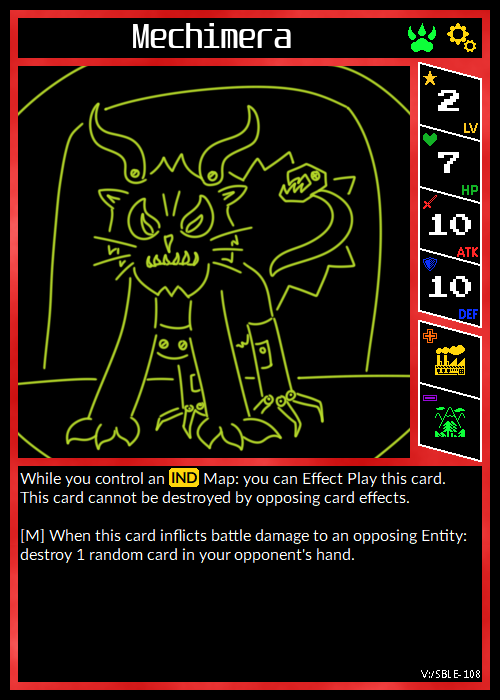 Mechimera
2
LV
7
HP
10
ATK
10
DEF
While you control an IND Map: you can Effect Play this card.
This card cannot be destroyed by opposing card effects.
[M] When this card inflicts battle damage to an opposing Entity:
destroy 1 random card in your opponent's hand.
V:/SBLE-108